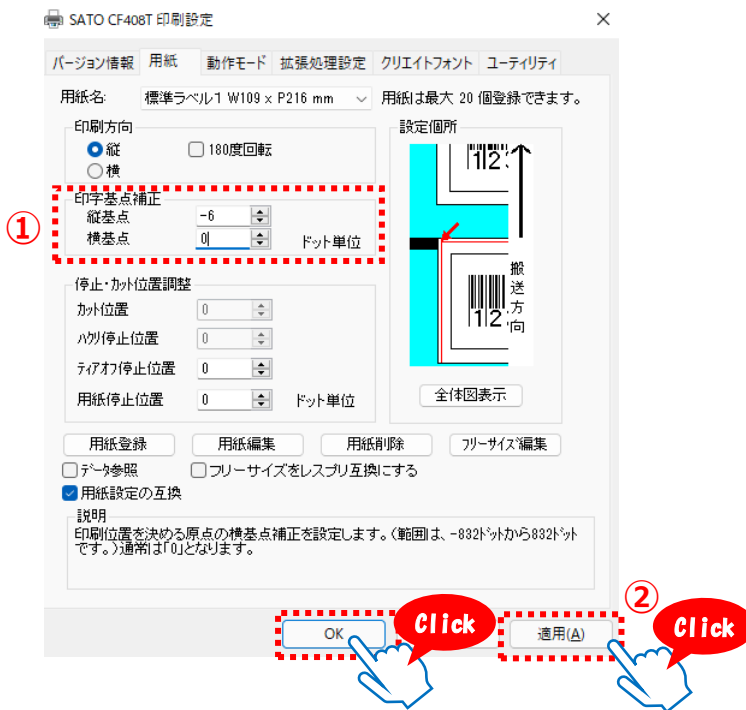 SATO CF408T 印刷設定
バージョン情報 用紙 動作モード 拡張処理設定 クリエイトフォント ユーティリティ
用紙名: 標準ラベル1 W109 x P216 mm 用紙は最大 20 個登録できます。
印刷方向
縦 180度回転
横
設定個所
12
搬送方向
12
全体図表示
①
印字基点補正
縦基点 -6
横基点 0 ドット単位
停止・カット位置調整
カット位置 0
ハクリ停止位置 0
ティアオフ停止位置 0
用紙停止位置 0 ドット単位
用紙登録 用紙編集 用紙削除 フリーサイズ編集
データ参照 フリーサイズをレスプリ互換にする
用紙設定の互換
説明
印刷位置を決める原点の横基点補正を設定します。(範囲は、-832ドットから832ドット
です。)通常は「0」となります。
②
OK Click 適用(A) Click